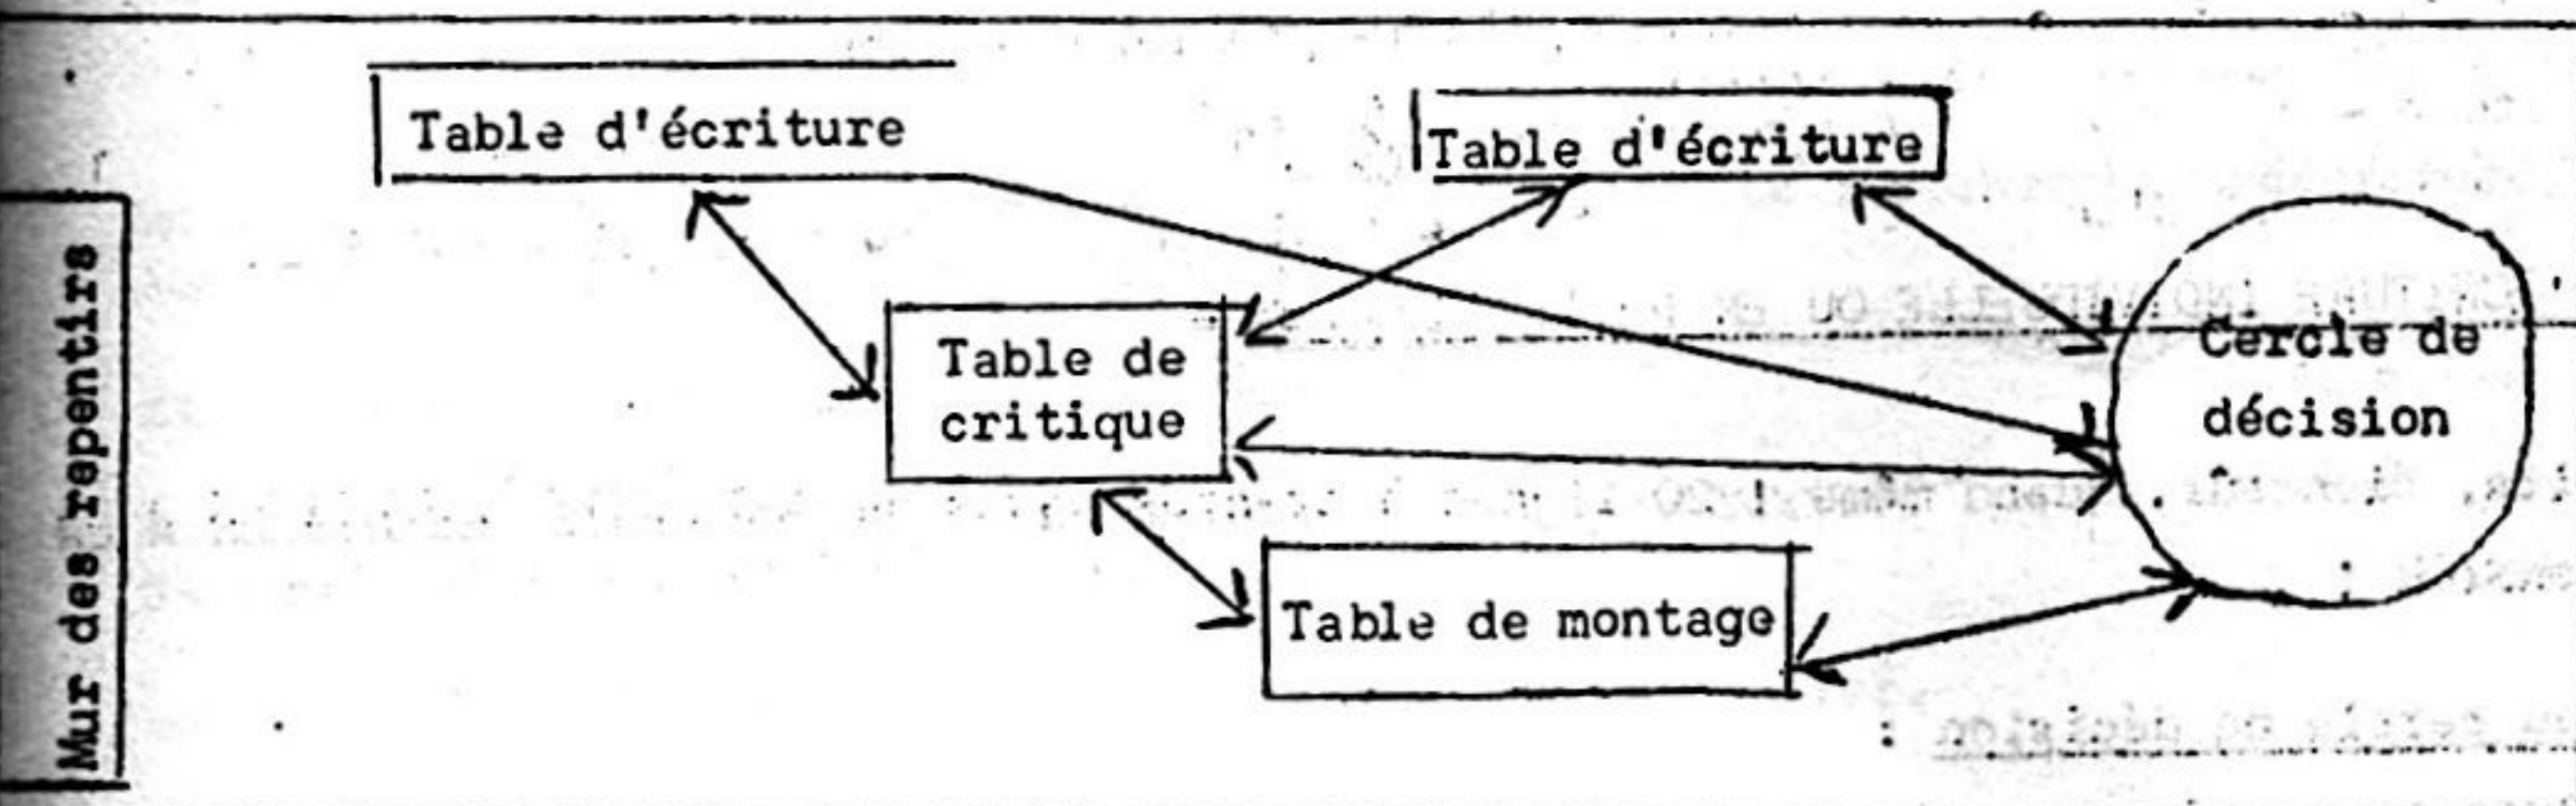 Table d'écriture
Table d'écriture
Mur des repentirs
Table de
critique
Cercle de
décision
Table de montage